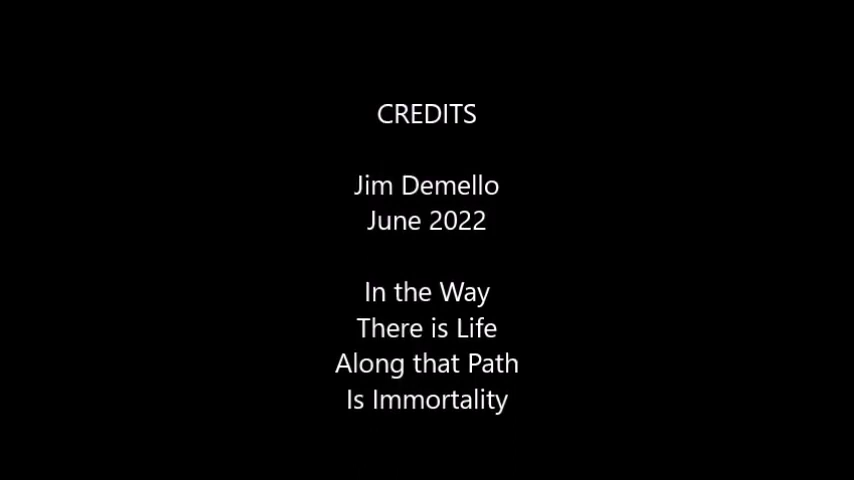 CREDITS
Jim Demello
June 2022
In the Way
There is Life
Along that Path
Is Immortality